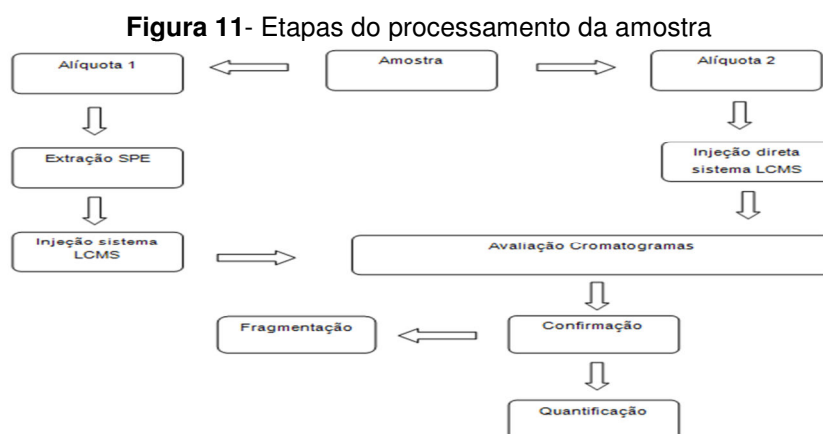 Figura 11- Etapas do processamento da amostra
Alíquota 1
Amostra
Alíquota 2
Extração SPE
Injeção direta
sistema LCMS
Injeção sistema
LCMS
Avaliação Cromatogramas
Fragmentação
Confirmação
Quantificação